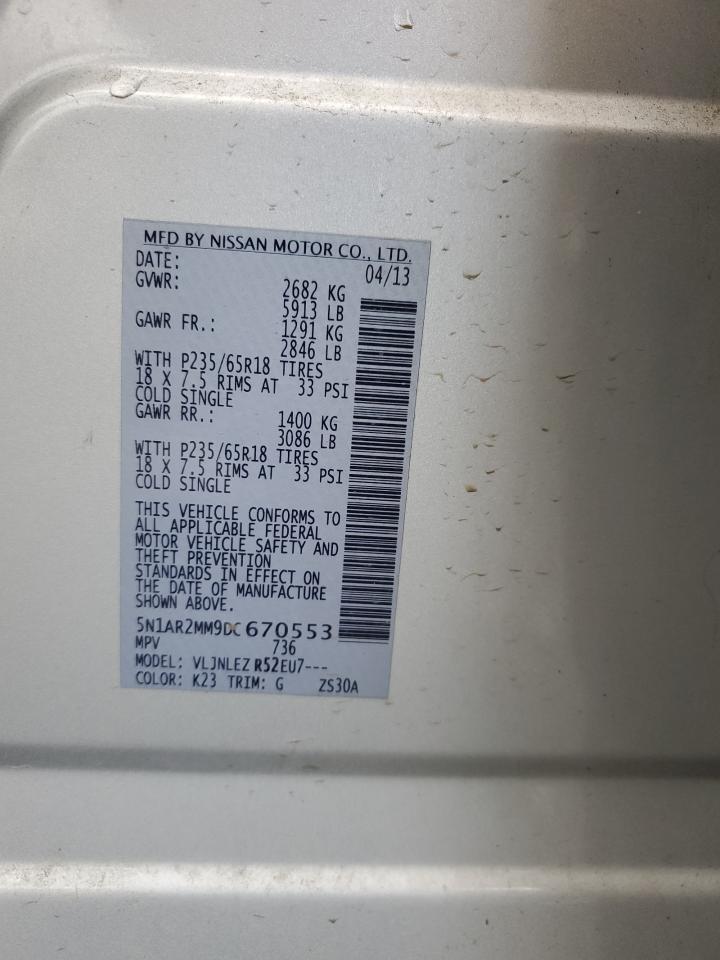 MFD BY NISSAN MOTOR CO., LTD.
DATE: 04/13
GVWR: 2682 KG
5913 LB
GAWR FR.: 1291 KG
2846 LB
WITH P235/65R18 TIRES
18 X 7.5 RIMS AT 33 PSI
COLD SINGLE
GAWR RR.: 1400 KG
3086 LB
WITH P235/65R18 TIRES
18 X 7.5 RIMS AT 33 PSI
COLD SINGLE
THIS VEHICLE CONFORMS TO
ALL APPLICABLE FEDERAL
MOTOR VEHICLE SAFETY AND
THEFT PREVENTION
STANDARDS IN EFFECT ON
THE DATE OF MANUFACTURE
SHOWN ABOVE.
5N1AR2MM9DC670553
MPV 736
MODEL: VLJNLEZ R52EU7---
COLOR: K23 TRIM: G ZS30A